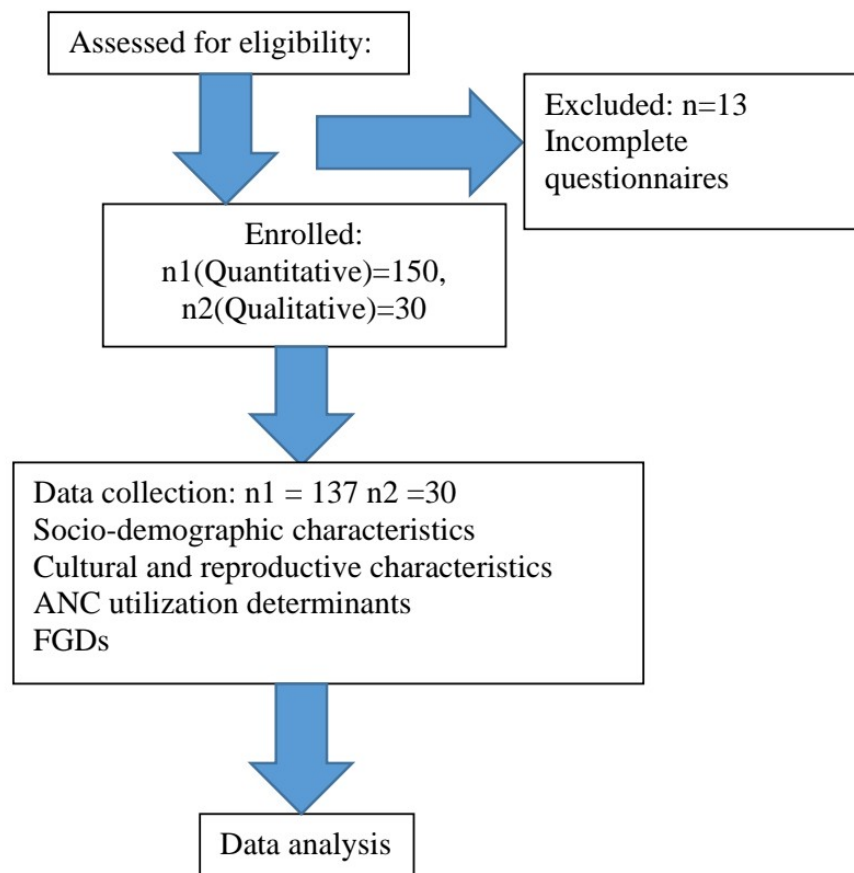 Assessed for eligibility:
Excluded: n=13
Incomplete
questionnaires
Enrolled:
n1(Quantitative)=150,
n2(Qualitative)=30
Data collection: n1 = 137 n2 =30
Socio-demographic characteristics
Cultural and reproductive characteristics
ANC utilization determinants
FGDs
Data analysis